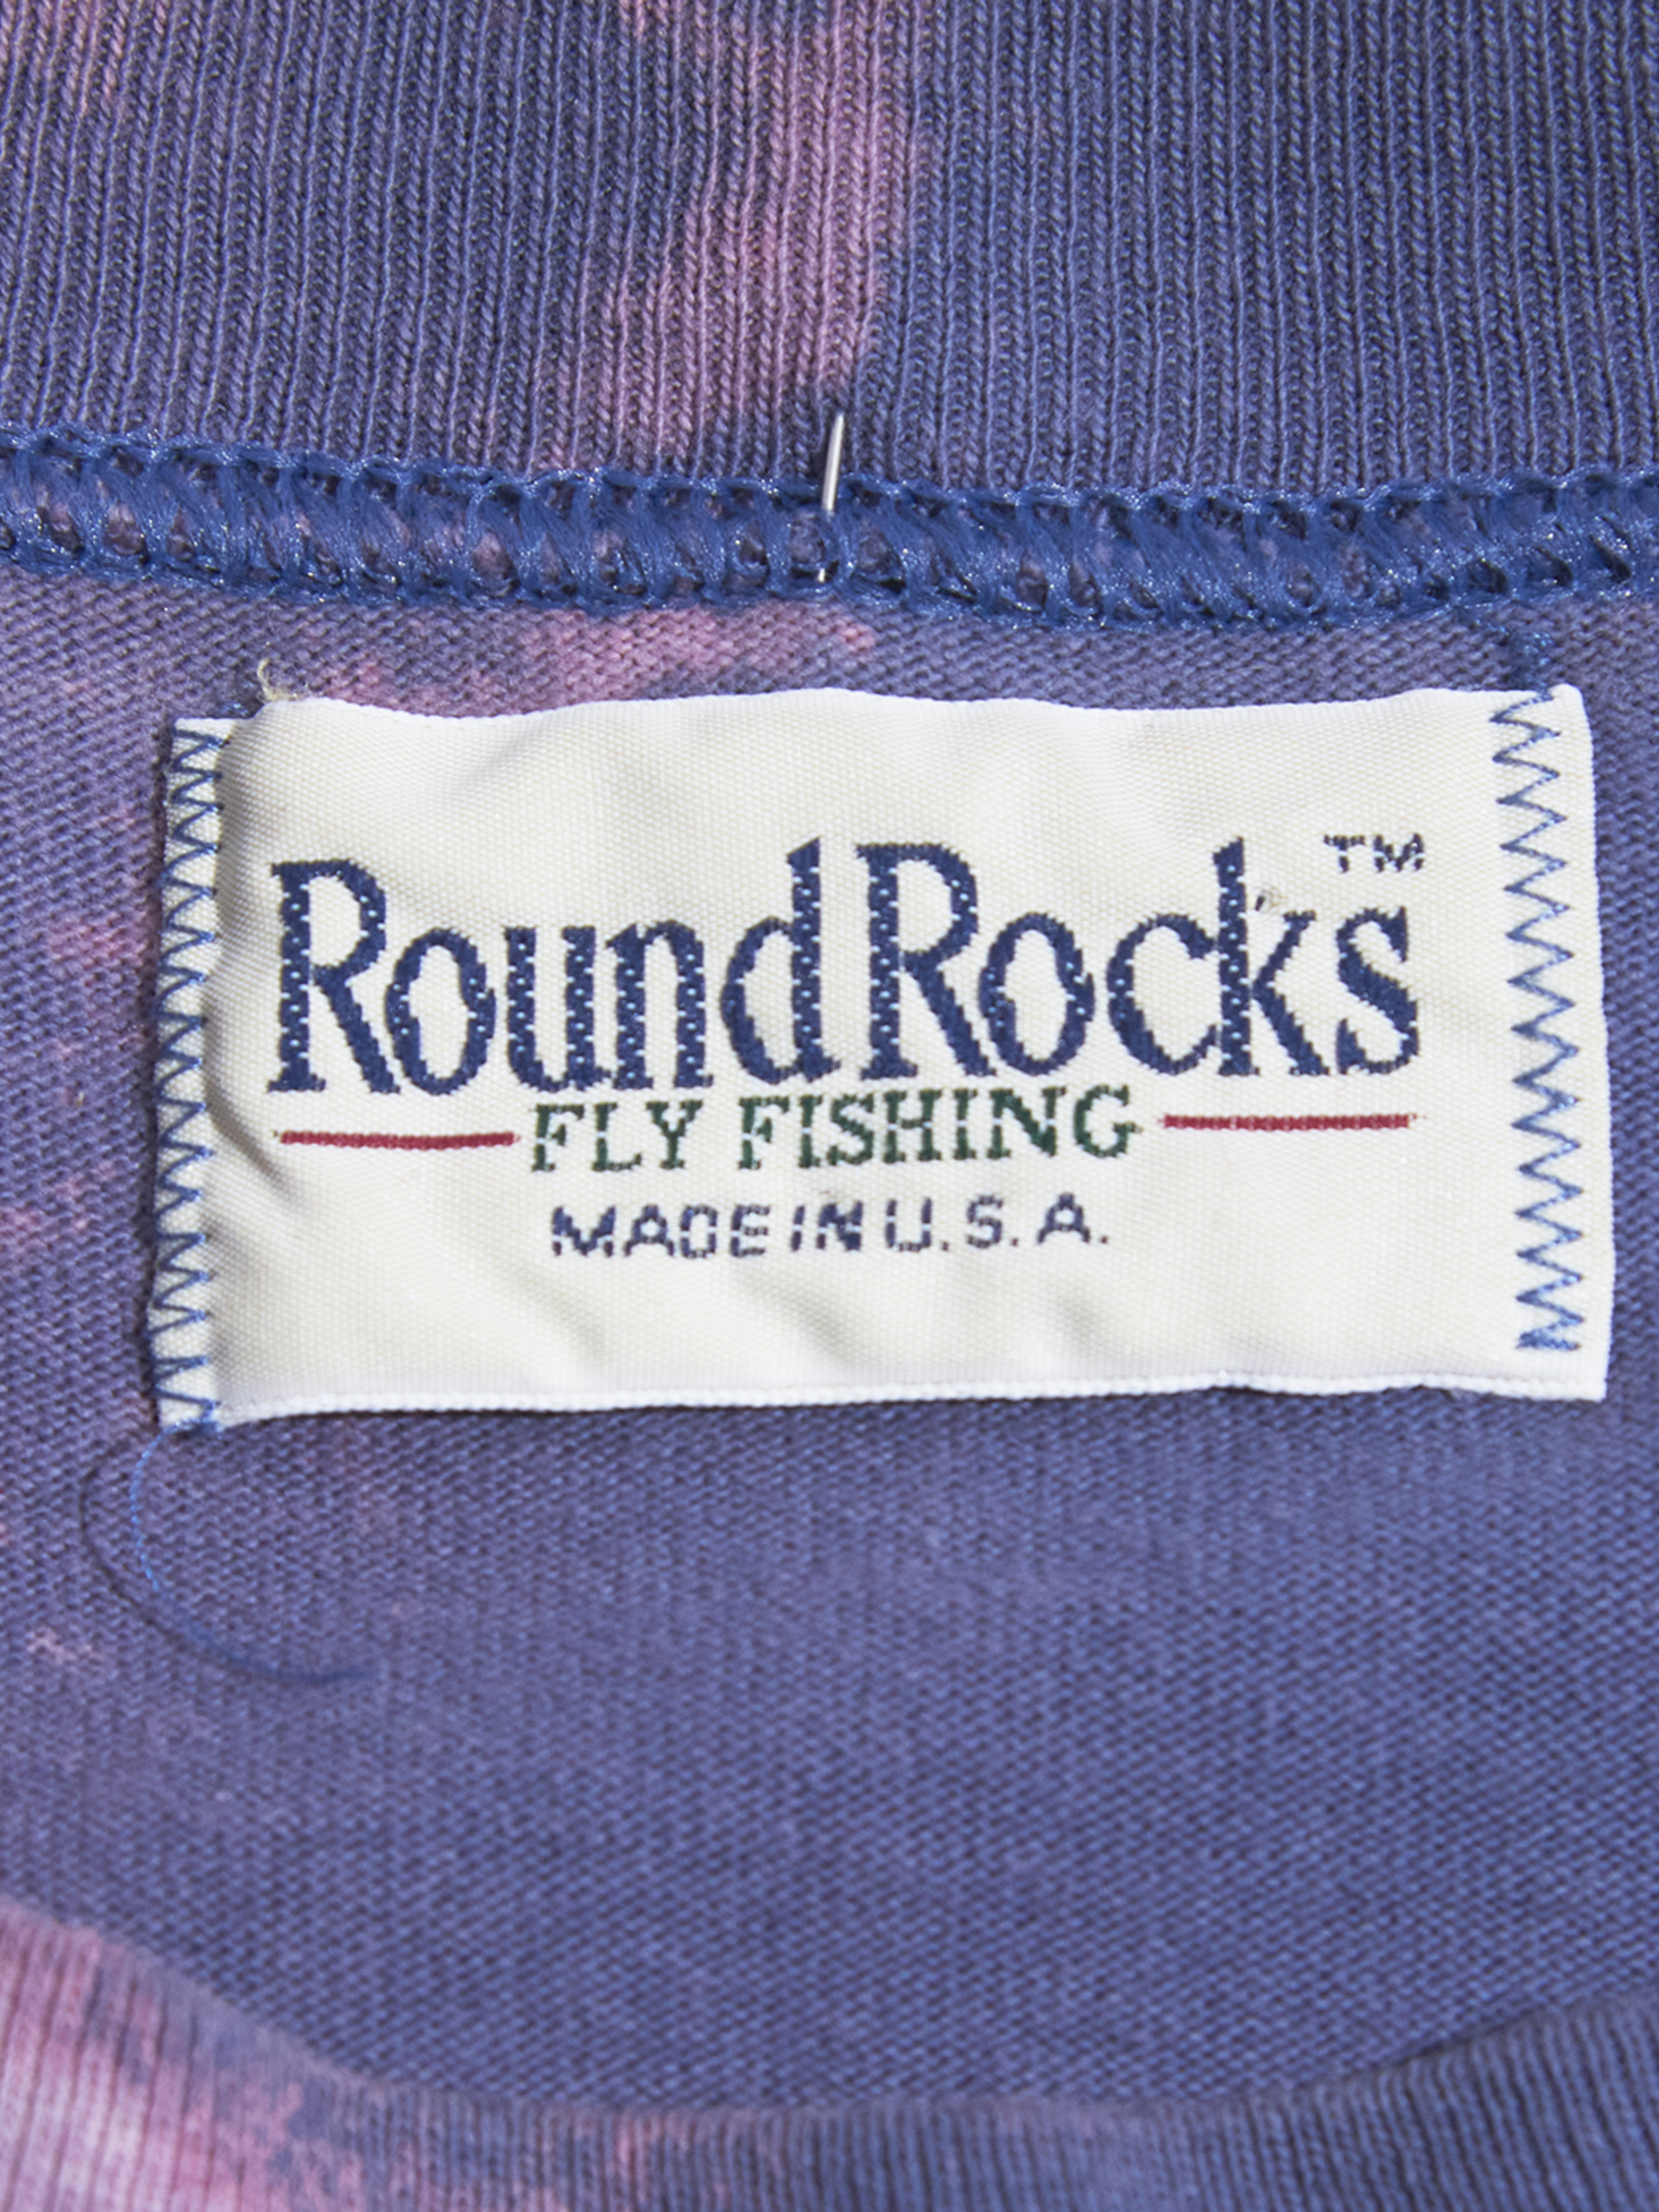 RoundRocks™
FLY FISHING
MADE IN U.S.A.